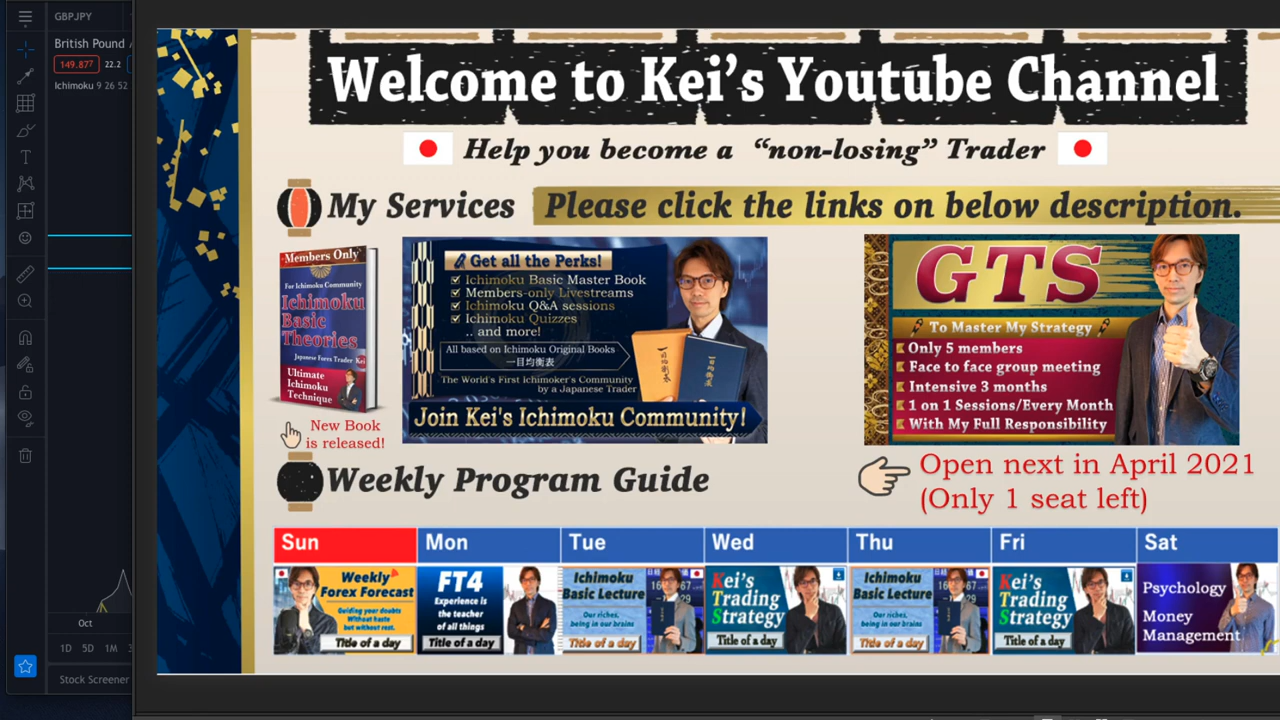 GBPJPY
British Pound
149.877 22.2
Ichimoku 9 26 52
Oct
1D 5D 1M
Stock Screener
Welcome to Kei's Youtube Channel
Help you become a “non-losing” Trader
My Services
Please click the links on below description.
Members Only
For Ichimoku Community
Ichimoku
Basic
Theories
Japanese Forex Trader Kei
Ultimate
Ichimoku
Technique
New Book
is released!
Get all the Perks!
Ichimoku Basic Master Book
Members-only Livestreams
Ichimoku Q&A sessions
Ichimoku Quizzes
.. and more!
All based on Ichimoku Original Books
一目均衡表
The World's First Ichimoker's Community
by a Japanese Trader
Join Kei's Ichimoku Community!
GTS
To Master My Strategy
Only 5 members
Face to face group meeting
Intensive 3 months
1 on 1 Sessions/Every Month
With My Full Responsibility
Open next in April 2021
(Only 1 seat left)
Weekly Program Guide
Sun Mon Tue Wed Thu Fri Sat
Weekly
Forex Forecast
Guiding your doubts
Without haste
but without rest.
Title of a day
FT4
Experience is
the teacher
of all things
Title of a day
Ichimoku
Basic Lecture
Our riches,
being in our brains
Title of a day
Kei's
Trading
Strategy
Title of a day
Ichimoku
Basic Lecture
Our riches,
being in our brains
Title of a day
Kei's
Trading
Strategy
Title of a day
Psychology
Money
Management